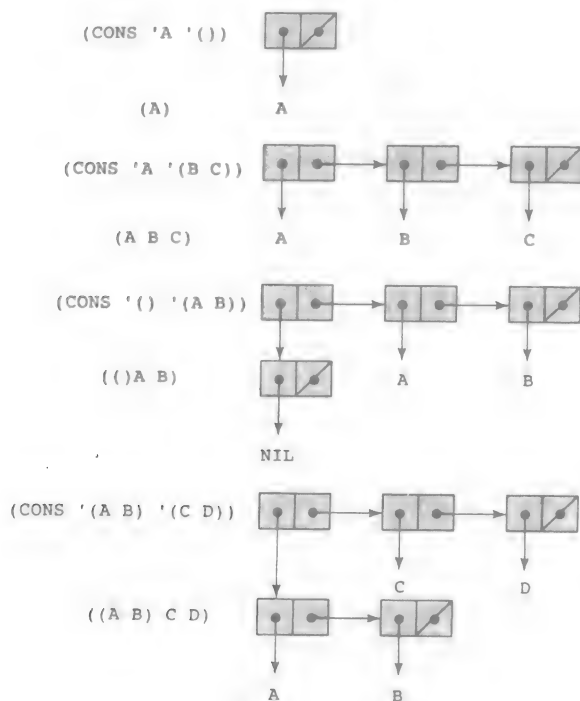 (CONS 'A '())
(A)
A
(CONS 'A '(B C))
(A B C)
A B C
(CONS '() '(A B))
(()A B)
A B
NIL
(CONS '(A B) '(C D))
C D
((A B) C D)
A B